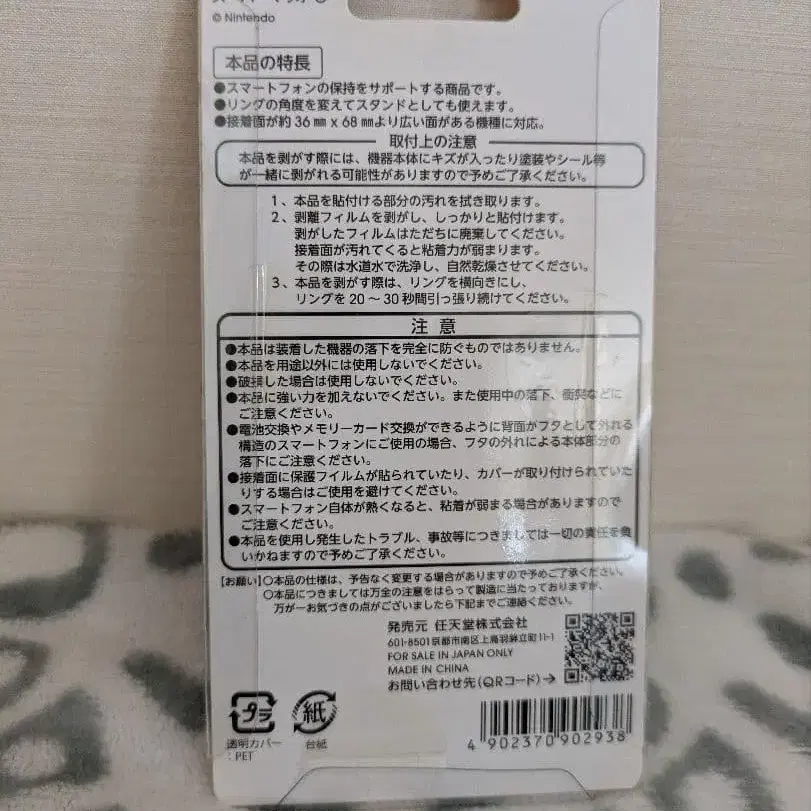 © Nintendo
本品の特長
●スマートフォンの保持をサポートする商品です。
●リングの角度を変えてスタンドとしても使えます。
●接着面が約36㎜x68㎜より広い面がある機種に対応。
取付上の注意
本品を剥がす際には、機器本体にキズが入ったり塗装やシール等
が一緒に剥がれる可能性がありますので予めご了承ください。
1、本品を貼付ける部分の汚れを拭き取ります。
2、剥離フィルムを剥がし、しっかりと貼付けます。
剥がしたフィルムはただちに廃棄してください。
接着面が汚れてくると粘着力が弱まります。
その際は水道水で洗浄し、自然乾燥させてください。
3、本品を剥がす際は、リングを横向きにし、
リングを20～30秒間引っ張り続けてください。
注意
●本品は装着した機器の落下を完全に防ぐものではありません。
●本品を用途以外には使用しないでください。
●破損した場合は使用しないでください。
●本品に強い力を加えないでください。また使用中の落下、衝突などに
ご注意ください。
●電池交換やメモリーカード交換ができるように背面がフタとして外れる
構造のスマートフォンにご使用の場合、フタの外れによる本体部分の
落下にご注意ください。
●接着面に保護フイルムが貼られていたり、カバーが取り付けられていた
りする場合はご使用を避けてください。
●スマートフォン自体が熱くなると、粘着が弱まる場合がありますので
ご注意ください。
●本品を使用し発生したトラブル、事故等につきましては一切の責任を負
いかねますので予めご了承ください。
【お願い】○本品の仕様は、予告なく変更する場合がありますので予めご了承ください。
○本品につきましては万全の注意をはらって製造に当たっておりますが、
万が一お気づきの点がございましたら下記までご連絡ください。
発売元 任天堂株式会社
601-8501京都市南区上鳥羽鉾立町11-1
FOR SALE IN JAPAN ONLY
MADE IN CHINA
お問い合わせ先(QRコード)→
プラ
紙
透明カバー
:PET
台紙
4 902370 902938